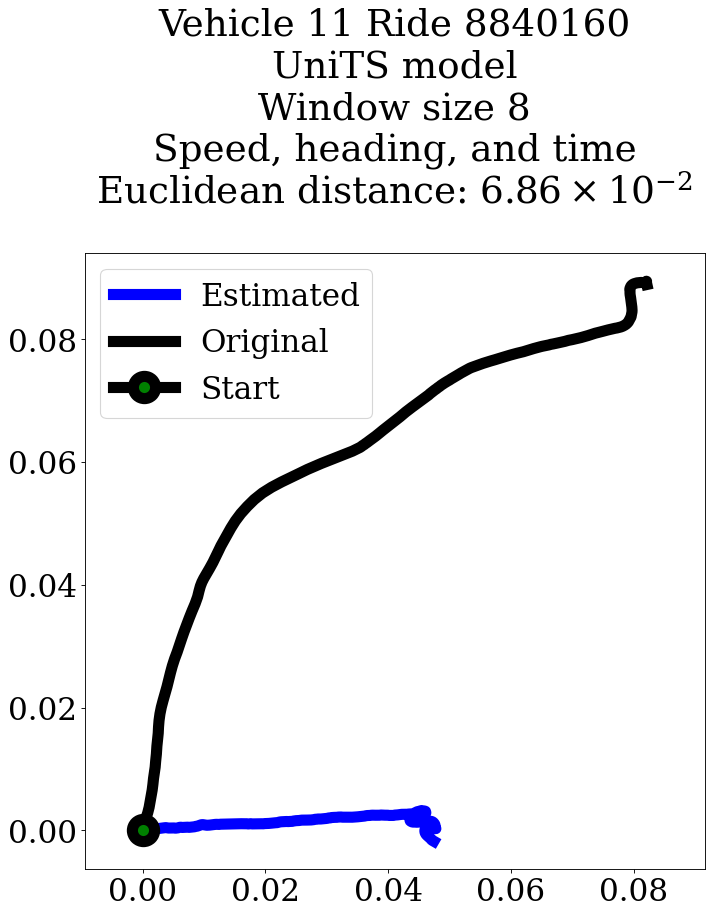 Vehicle 11 Ride 8840160
UniTS model
Window size 8
Speed, heading, and time
Euclidean distance: 6.86 × 10⁻²
Estimated
Original
Start
0.08
0.06
0.04
0.02
0.00
0.00 0.02 0.04 0.06 0.08